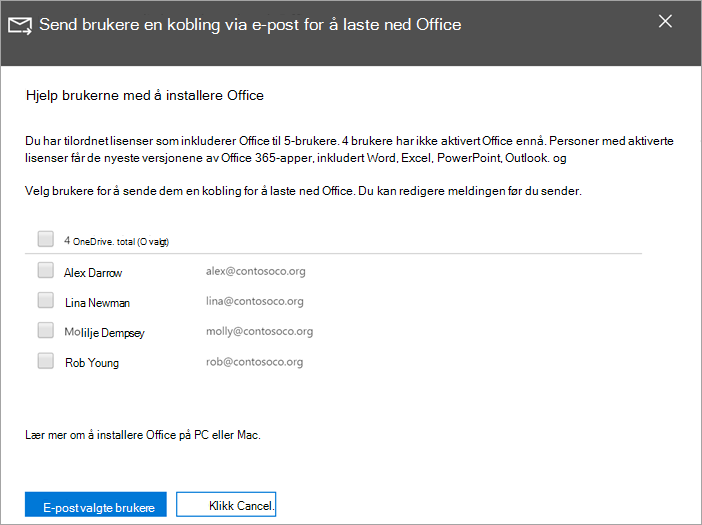 Send brukere en kobling via e-post for å laste ned Office
Hjelp brukerne med å installere Office
Du har tilordnet lisenser som inkluderer Office til 5-brukere. 4 brukere har ikke aktivert Office ennå. Personer med aktiverte
lisenser får de nyeste versjonene av Office 365-apper, inkludert Word, Excel, PowerPoint, Outlook. og
Velg brukere for å sende dem en kobling for å laste ned Office. Du kan redigere meldingen før du sender.
4 OneDrive. total (O valgt)
Alex Darrow alex@contosoco.org
Lina Newman lina@contosoco.org
Molilje Dempsey molly@contosoco.org
Rob Young rob@contosoco.org
Lær mer om å installere Office på PC eller Mac.
E-post valgte brukere Klikk Cancel.